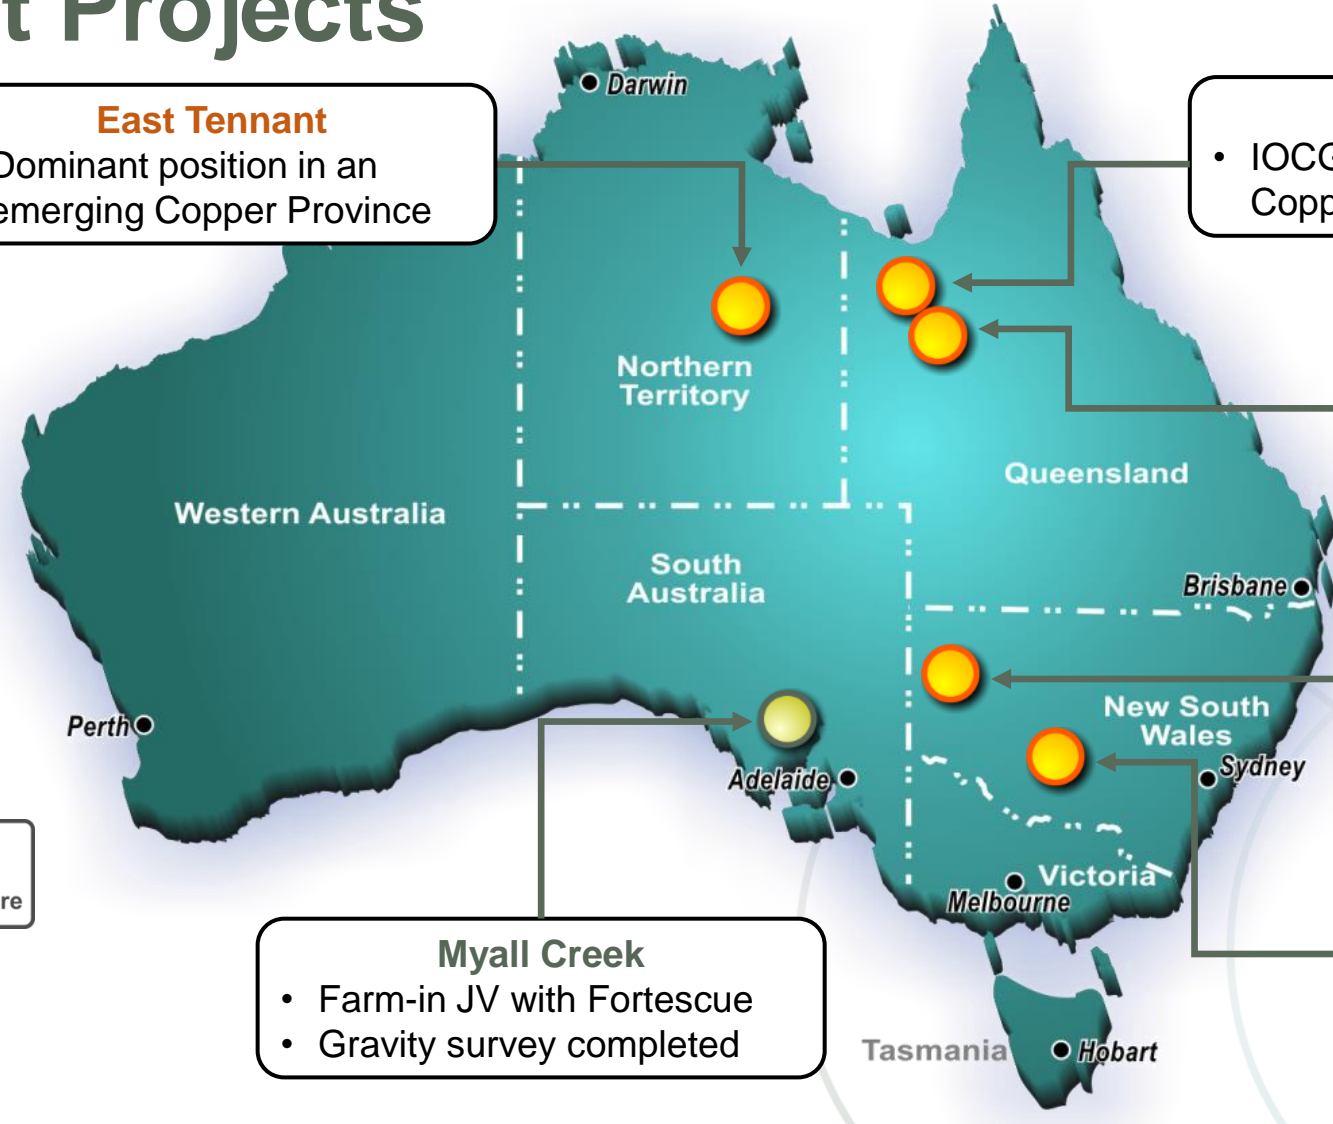 t Projects
East Tennant
Dominant position in an
emerging Copper Province
• IOCG
Copp
Darwin
Northern
Territory
Queensland
Western Australia
South
Australia
Brisbane
New South
Wales
Perth
Sydney
Adelaide
Victoria
Melbourne
re
Myall Creek
• Farm-in JV with Fortescue
• Gravity survey completed
Tasmania
Hobart